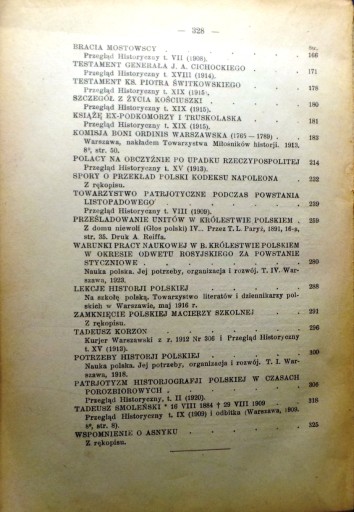 — 328 —
Str.
BRACIA MOSTOWSCY . . . . . . . 166
Przegląd Historyczny t. VII (1908).
TESTAMENT GENERAŁA J. A. CICHOCKIEGO . . . 171
Przegląd Historyczny t. XVIII (1914).
TESTAMENT KS. PIOTRA ŚWITKOWSKIEGO . . . 178
Przegląd Historyczny t. XIX (1915).
SZCZEGÓŁ Z ŻYCIA KOŚCIUSZKI . . . . . 180
Przegląd Historyczny t. XIX (1915).
KSIĄŻĘ EX-PODKOMORZY I TRUSKOLASKA . . . 181
Przegląd Historyczny t. XIX (1915).
KOMISJA BONI ORDINIS WARSZAWSKA (1765 — 1789) . . 183
Warszawa, nakładem Towarzystwa Miłośników historji. 1913,
8º, str. 50.
POLACY NA OBCZYŹNIE PO UPADKU RZECZYPOSPOLITEJ 214
Przegląd Historyczny t. XV (1913).
SPORY O PRZEKŁAD POLSKI KODEKSU NAPOLEONA . 232
Z rękopisu.
TOWARZYSTWO PATRJOTYCZNE PODCZAS POWSTANIA
LISTOPADOWEGO . . . . . . . 239
Przegląd Historyczny t. VIII (1909).
PRZEŚLADOWANIE UNITÓW W KRÓLESTWIE POLSKIEM . 259
Z domu niewoli (Głos polski) IV... Przez T. L. Paryż, 1891, 16-a,
str. 35. Druk A. Reiffa.
WARUNKI PRACY NAUKOWEJ W B. KRÓLESTWIE POLSKIEM
W OKRESIE ODWETU ROSYJSKIEGO ZA POWSTANIE
STYCZNIOWE . . . . . . . 280
Nauka polska. Jej potrzeby, organizacja i rozwój. T. IV. War-
szawa, 1923.
LEKCJE HISTORJI POLSKIEJ . . . . . 288
Na szkołę polską. Towarzystwo literatów i dziennikarzy pol-
skich w Warszawie, maj 1916 r.
ZAMKNIĘCIE POLSKIEJ MACIERZY SZKOLNEJ . . . 291
Z rękopisu.
TADEUSZ KORZON . . . . . . . 296
Kurjer Warszawski z r. 1912 Nr 306 i Przegląd Historyczny
t. XV (1912).
POTRZEBY HISTORJI POLSKIEJ . . . . . 300
Nauka polska. Jej potrzeby, organizacja i rozwój. T. I. War-
szawa, 1918.
PATRJOTYZM HISTORJOGRAFJI POLSKIEJ W CZASACH
POROZBIOROWYCH . . . . . . . 306
Przegląd Historyczny, t. II (1920).
TADEUSZ SMOLEŃSKI * 16 VIII 1884 † 29 VIII 1909 . . 318
Przegląd Historyczny t. IX (1909) i odbitka (Warszawa, 1909,
8º, str. 8).
WSPOMNIENIE O ASNYKU . . . . . . 325
Z rękopisu.